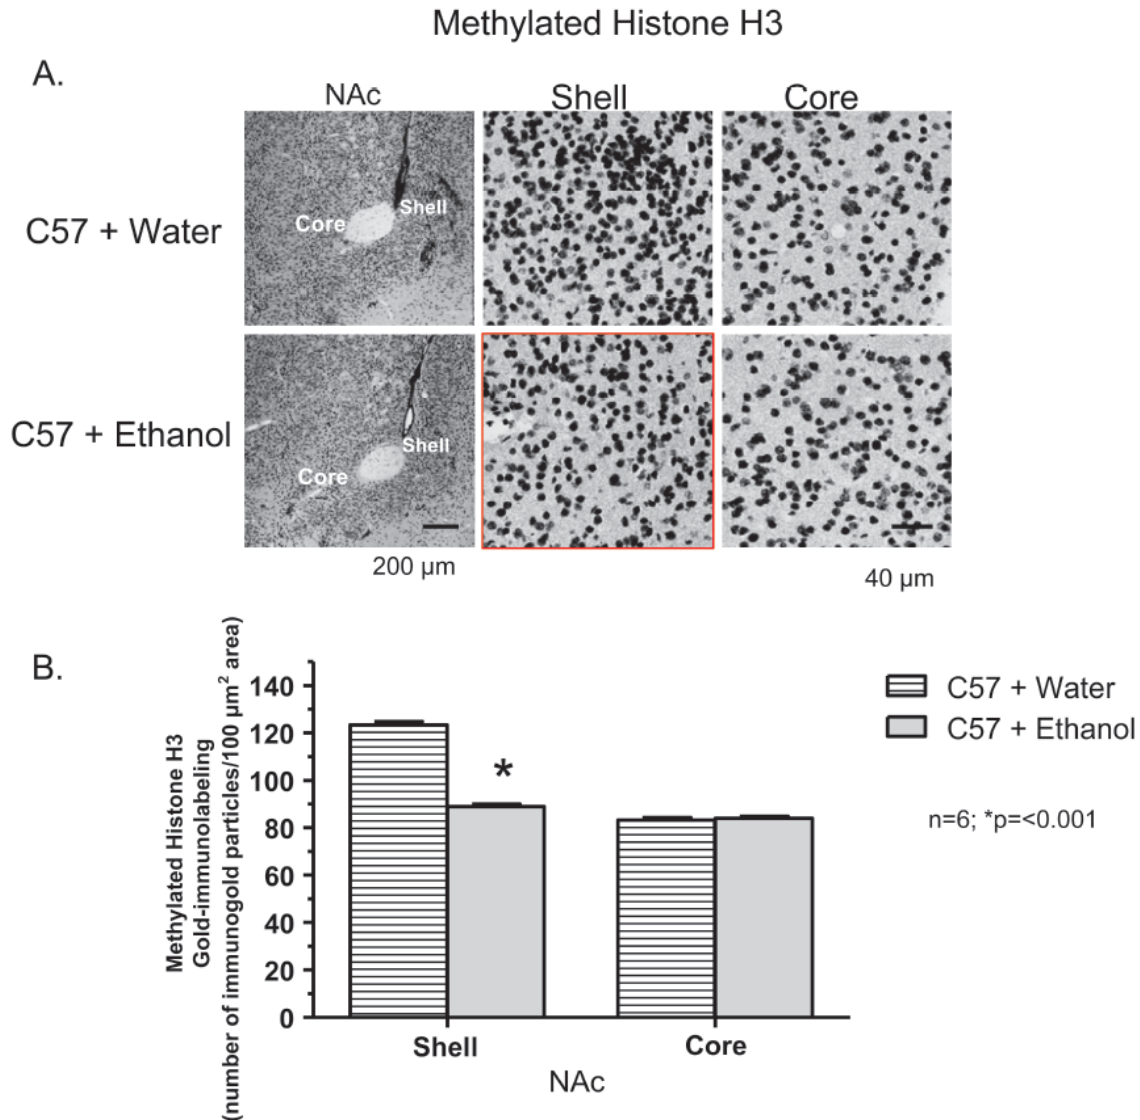 Methylated Histone H3
A.
NAc
Shell
Core
C57 + Water
Core
Shell
C57 + Ethanol
Core
Shell
200 µm
40 µm
B.
Methylated Histone H3
Gold-immunolabeling
(number of immunogold particles/100 µm² area)
140
120
100
80
60
40
20
0
*
Shell
Core
NAc
C57 + Water
C57 + Ethanol
n=6; *p=<0.001